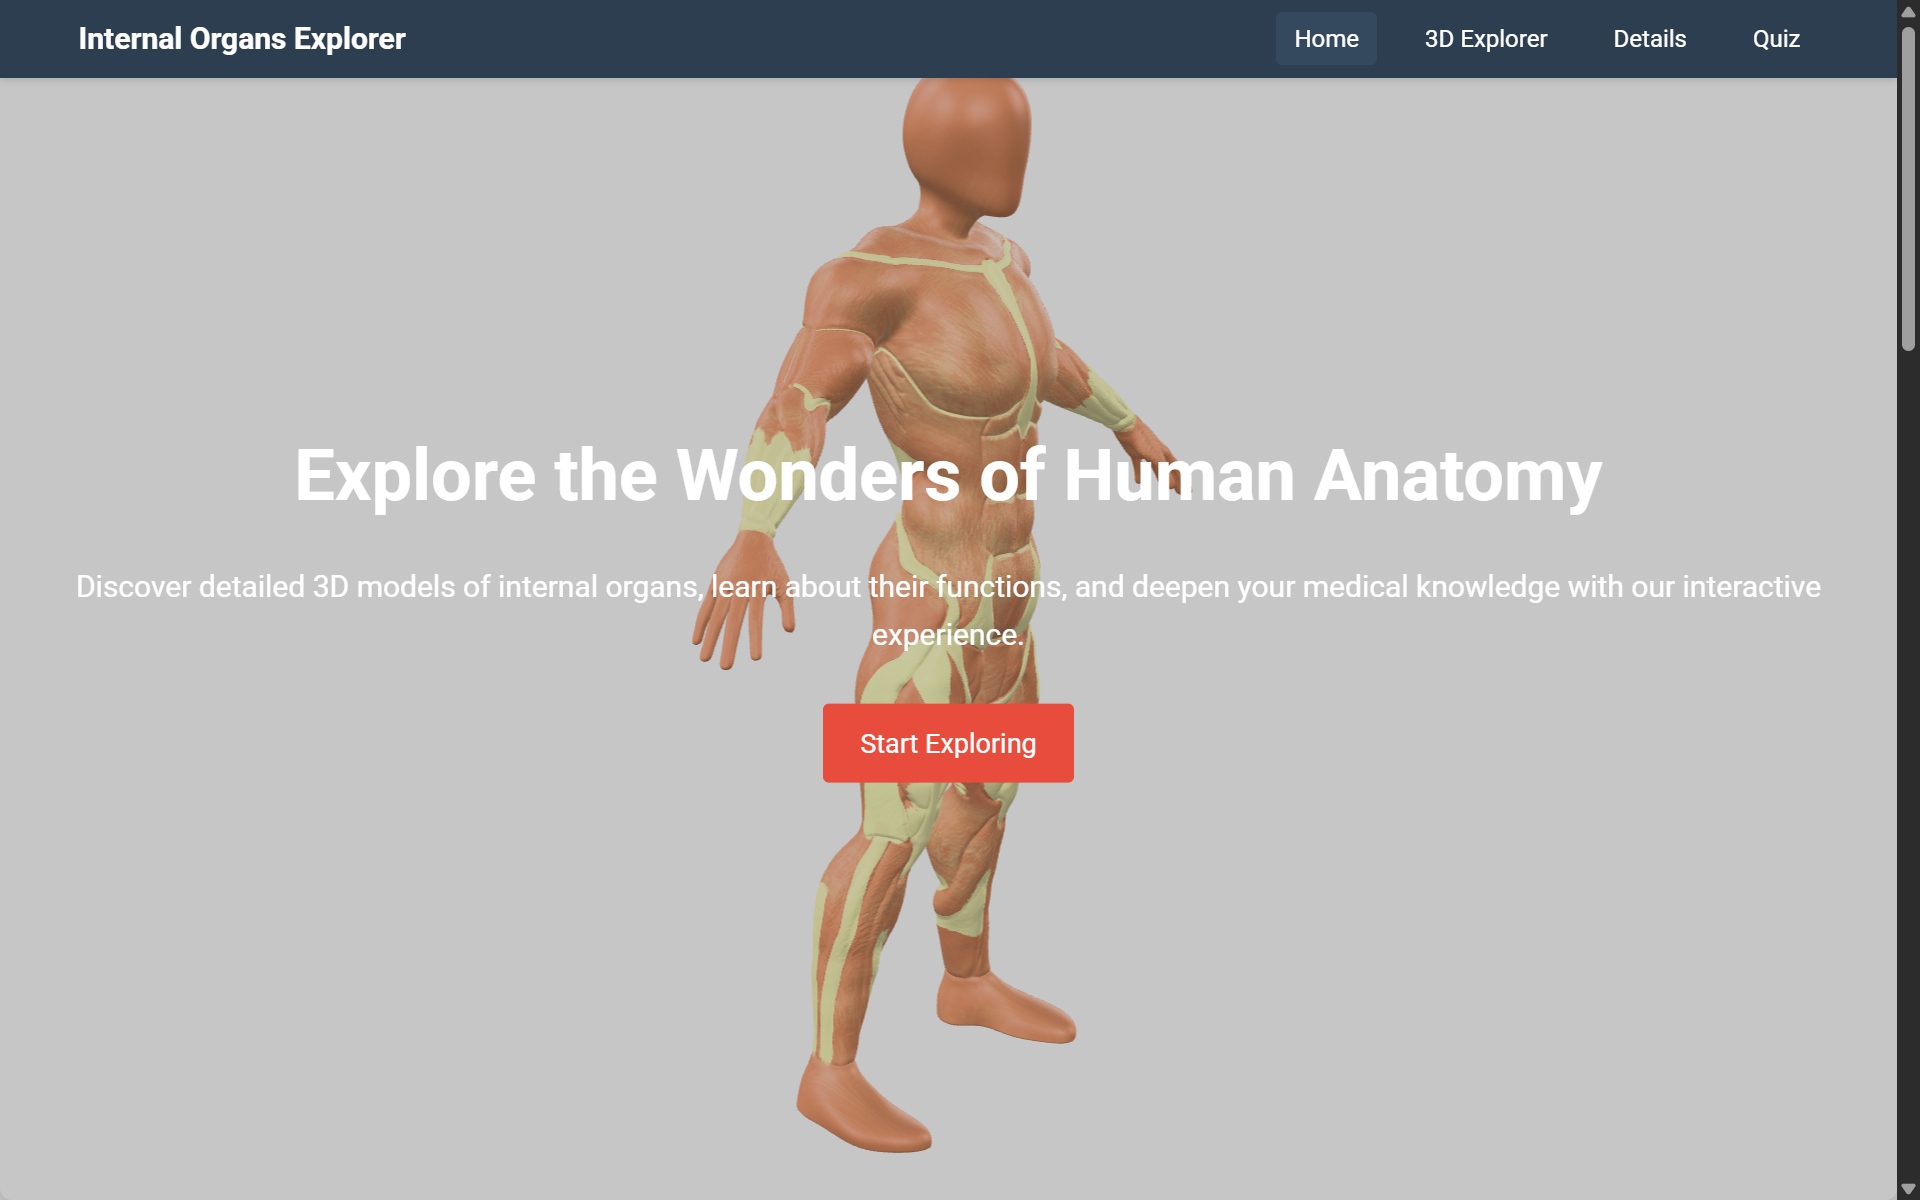 Internal Organs Explorer
Home
3D Explorer
Details
Quiz
Explore the Wonders of Human Anatomy
Discover detailed 3D models of internal organs, learn about their functions, and deepen your medical knowledge with our interactive
experience.
Start Exploring